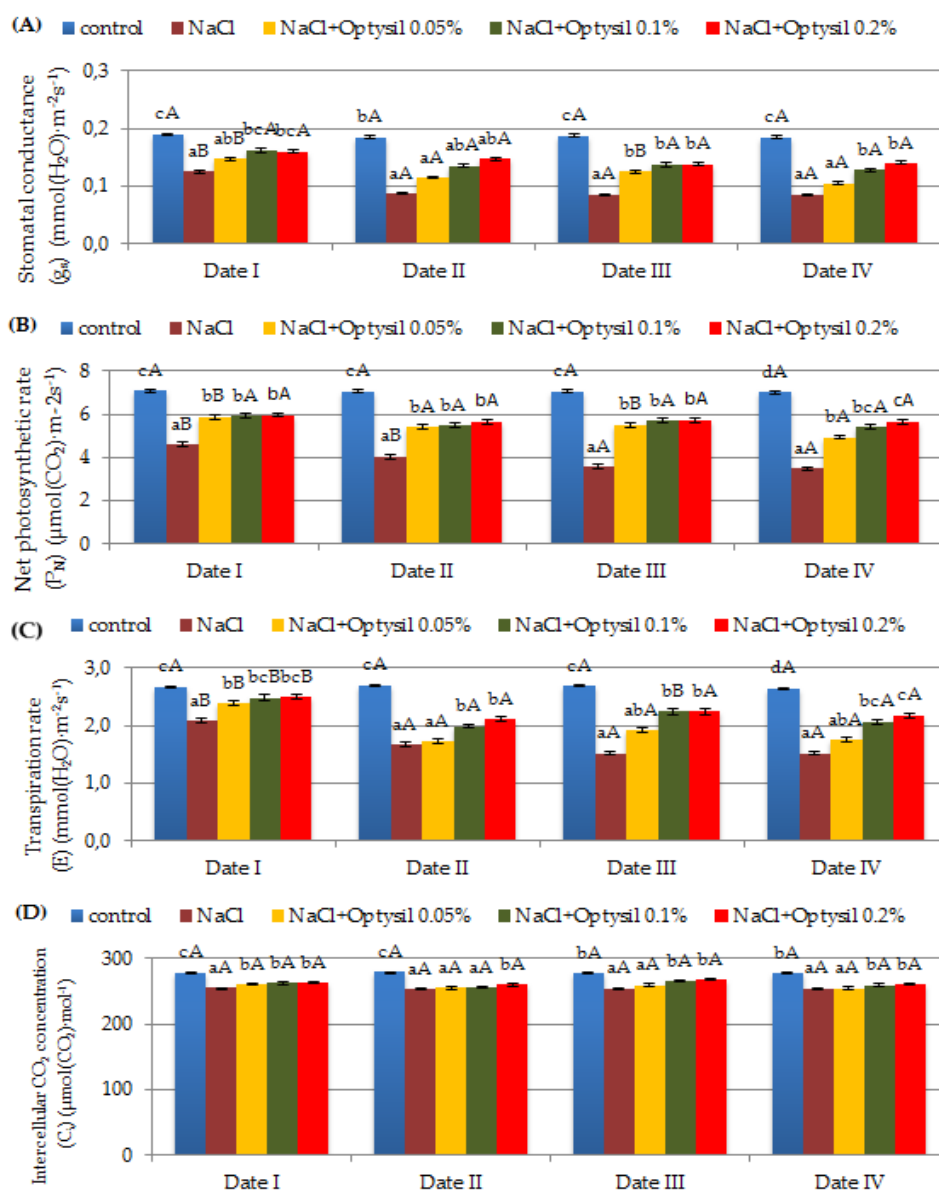 (A) control NaCl NaCl+Optysil 0.05% NaCl+Optysil 0.1% NaCl+Optysil 0.2%
Stomatal conductance
(gₛ) (mmol(H₂O)·m⁻²s⁻¹)
0,3
0,2
0,1
0,0
cA aB abB bcA bcA
bA aA aA abA abA
cA aA bB bA bA
cA aA aA bA bA
Date I Date II Date III Date IV
(B) control NaCl NaCl+Optysil 0.05% NaCl+Optysil 0.1% NaCl+Optysil 0.2%
Net photosynthetic rate
(P_N) (µmol(CO₂)·m-2s⁻¹)
8
6
4
2
0
cA aB bB bA bA
cA aB bA bA bA
cA aA bB bA bA
dA aA bA bcA cA
Date I Date II Date III Date IV
(C) control NaCl NaCl+Optysil 0.05% NaCl+Optysil 0.1% NaCl+Optysil 0.2%
Transpiration rate
(E) (mmol(H₂O)·m⁻²s⁻¹)
3,0
2,0
1,0
0,0
cA aB bB bcB bcB
cA aA aA bA bA
cA aA abA bB bA
dA aA abA bcA cA
Date I Date II Date III Date IV
(D) control NaCl NaCl+Optysil 0.05% NaCl+Optysil 0.1% NaCl+Optysil 0.2%
Intercellular CO₂ concentration
(Cᵢ) (µmol(CO₂)·mol⁻¹)
300
200
100
0
cA aA bA bA bA
cA aA aA aA bA
bA aA aA bA bA
bA aA aA bA bA
Date I Date II Date III Date IV